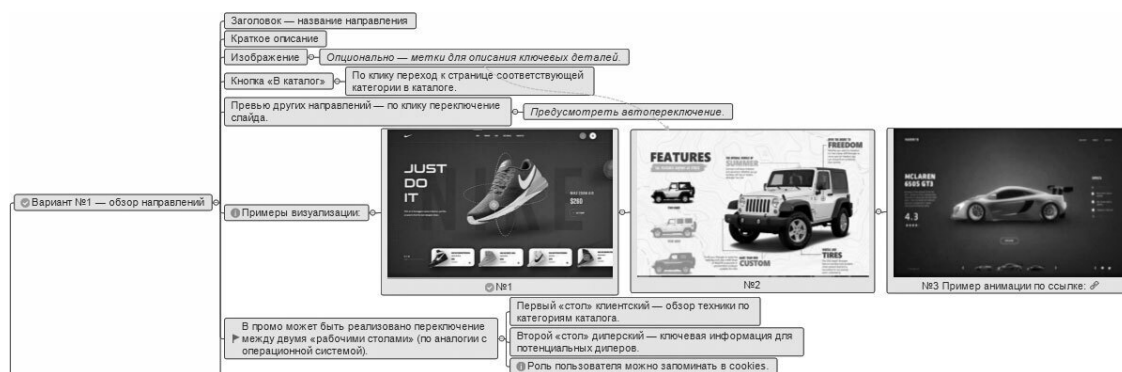 Заголовок — название направления
Краткое описание
Изображение
Опционально — метки для описания ключевых деталей.
Кнопка «В каталог»
По клику переход к странице соответствующей
категории в каталоге.
Превью других направлений — по клику переключение
слайда.
Предусмотреть автопереключение.
Вариант №1 — обзор направлений
Примеры визуализации:
JUST
DO
IT
$260
№1
FEATURES
SUMMER
FREEDOM
CUSTOM
TIRES
№2
MCLAREN
650S GT3
4.3
№3 Пример анимации по ссылке:
В промо может быть реализовано переключение
между двумя «рабочими столами» (по аналогии с
операционной системой).
Первый «стол» клиентский — обзор техники по
категориям каталога.
Второй «стол» дилерский — ключевая информация для
потенциальных дилеров.
Роль пользователя можно запоминать в cookies.